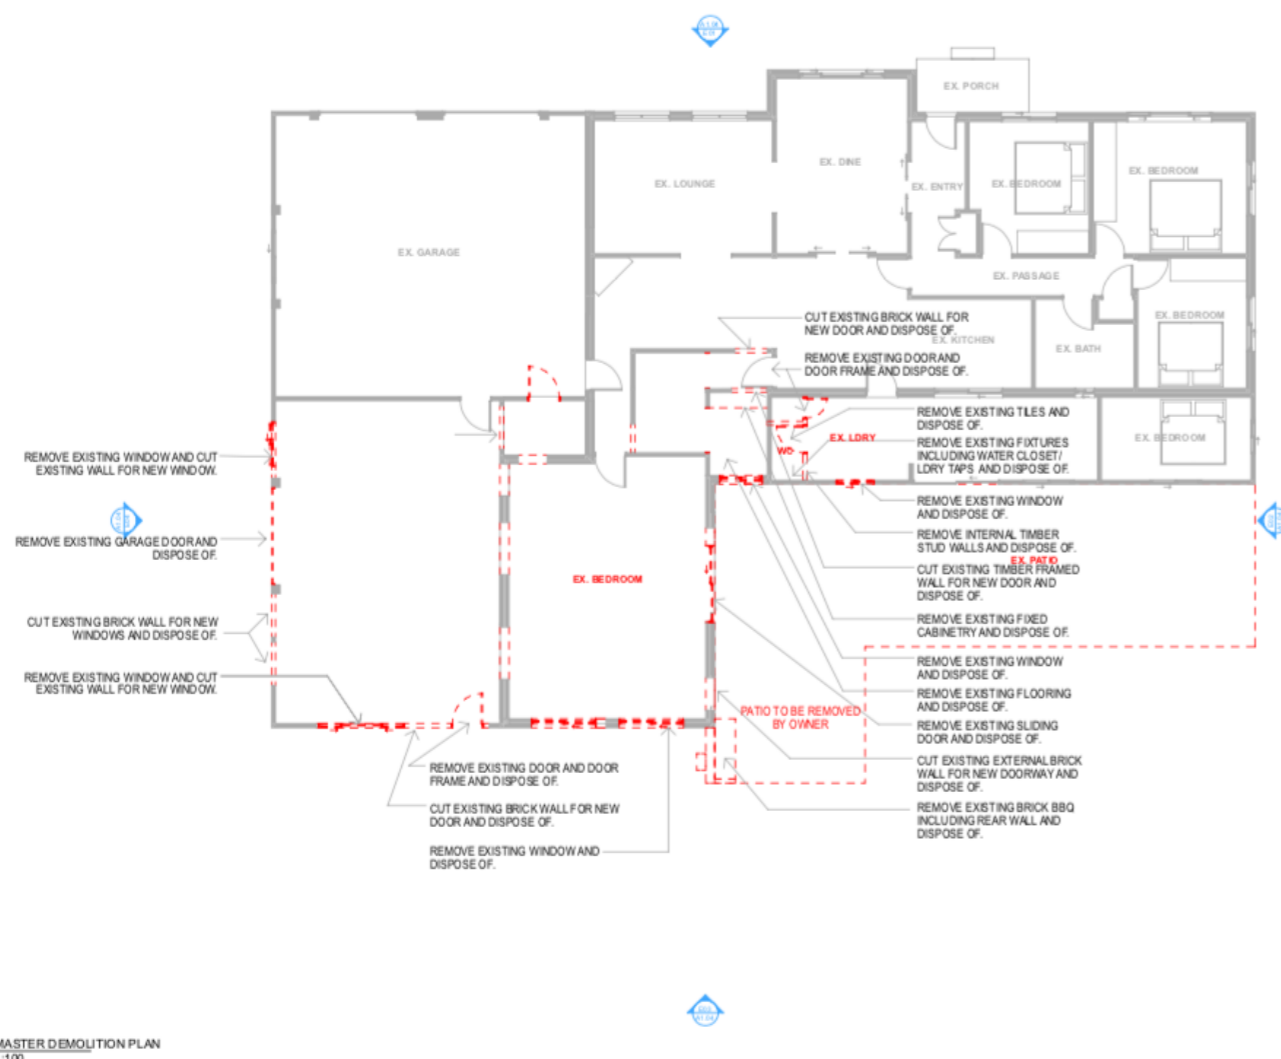 EX. PORCH
EX. DINE
EX. LOUNGE
EX. ENTRY
EX. BEDROOM
EX. BEDROOM
EX. GARAGE
EX. PASSAGE
CUT EXISTING BRICK WALL FOR
NEW DOOR AND DISPOSE OF.
EX. KITCHEN
EX. BATH
EX. BEDROOM
REMOVE EXISTING DOOR AND
DOOR FRAME AND DISPOSE OF.
EX. LDRY
WC
EX. BEDROOM
REMOVE EXISTING TILES AND
DISPOSE OF.
REMOVE EXISTING FIXTURES
INCLUDING WATER CLOSET/
LDRY TAPS AND DISPOSE OF.
REMOVE EXISTING WINDOW
AND DISPOSE OF.
REMOVE INTERNAL TIMBER
STUD WALLS AND DISPOSE OF.
EX. PATIO
CUT EXISTING TIMBER FRAMED
WALL FOR NEW DOOR AND
DISPOSE OF.
REMOVE EXISTING FIXED
CABINETRY AND DISPOSE OF.
REMOVE EXISTING WINDOW
AND DISPOSE OF.
REMOVE EXISTING FLOORING
AND DISPOSE OF.
REMOVE EXISTING SLIDING
DOOR AND DISPOSE OF.
CUT EXISTING EXTERNAL BRICK
WALL FOR NEW DOORWAY AND
DISPOSE OF.
REMOVE EXISTING BRICK BBQ
INCLUDING REAR WALL AND
DISPOSE OF.
PATIO TO BE REMOVED
BY OWNER
EX. BEDROOM
REMOVE EXISTING WINDOW AND CUT
EXISTING WALL FOR NEW WINDOW.
REMOVE EXISTING GARAGE DOOR AND
DISPOSE OF.
CUT EXISTING BRICK WALL FOR NEW
WINDOWS AND DISPOSE OF.
REMOVE EXISTING WINDOW AND CUT
EXISTING WALL FOR NEW WINDOW.
REMOVE EXISTING DOOR AND DOOR
FRAME AND DISPOSE OF.
CUT EXISTING BRICK WALL FOR NEW
DOOR AND DISPOSE OF.
REMOVE EXISTING WINDOW AND
DISPOSE OF.
MASTER DEMOLITION PLAN
:100